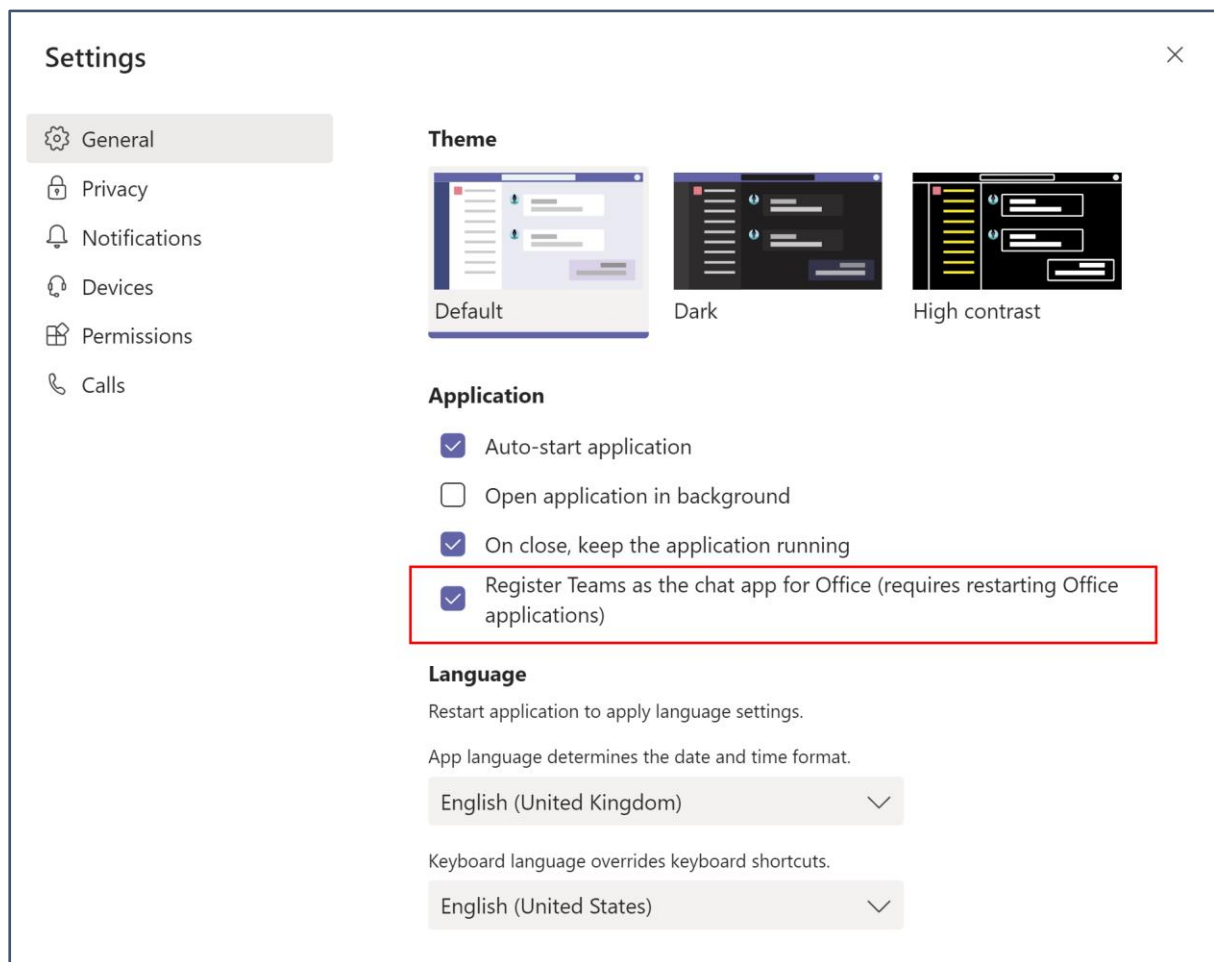 Settings
General
Privacy
Notifications
Devices
Permissions
Calls
Theme
Default
Dark
High contrast
Application
Auto-start application
Open application in background
On close, keep the application running
Register Teams as the chat app for Office (requires restarting Office
applications)
Language
Restart application to apply language settings.
App language determines the date and time format.
English (United Kingdom)
Keyboard language overrides keyboard shortcuts.
English (United States)